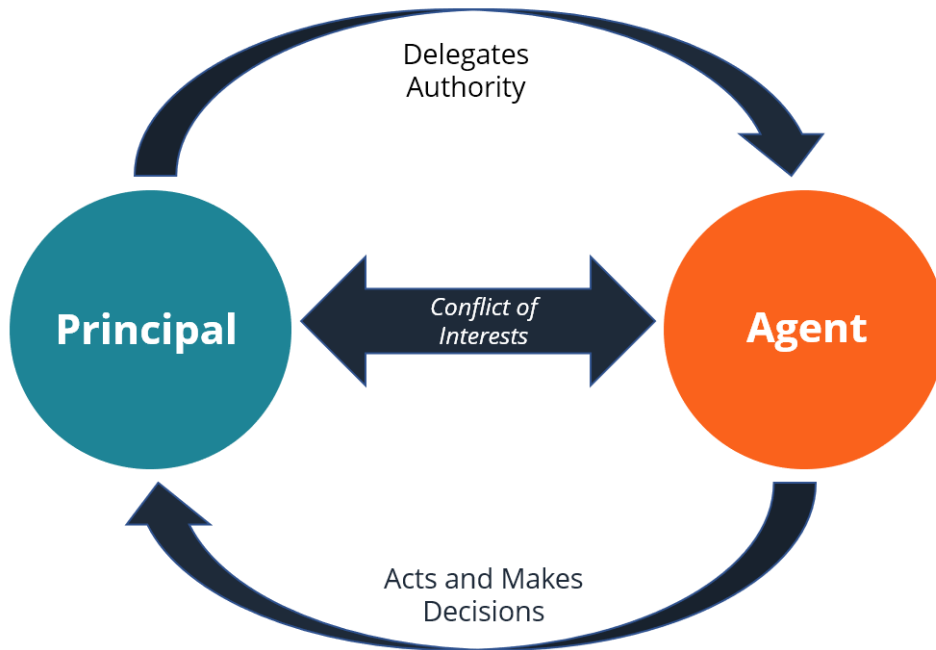 Delegates
Authority
Principal
Conflict of
Interests
Agent
Acts and Makes
Decisions